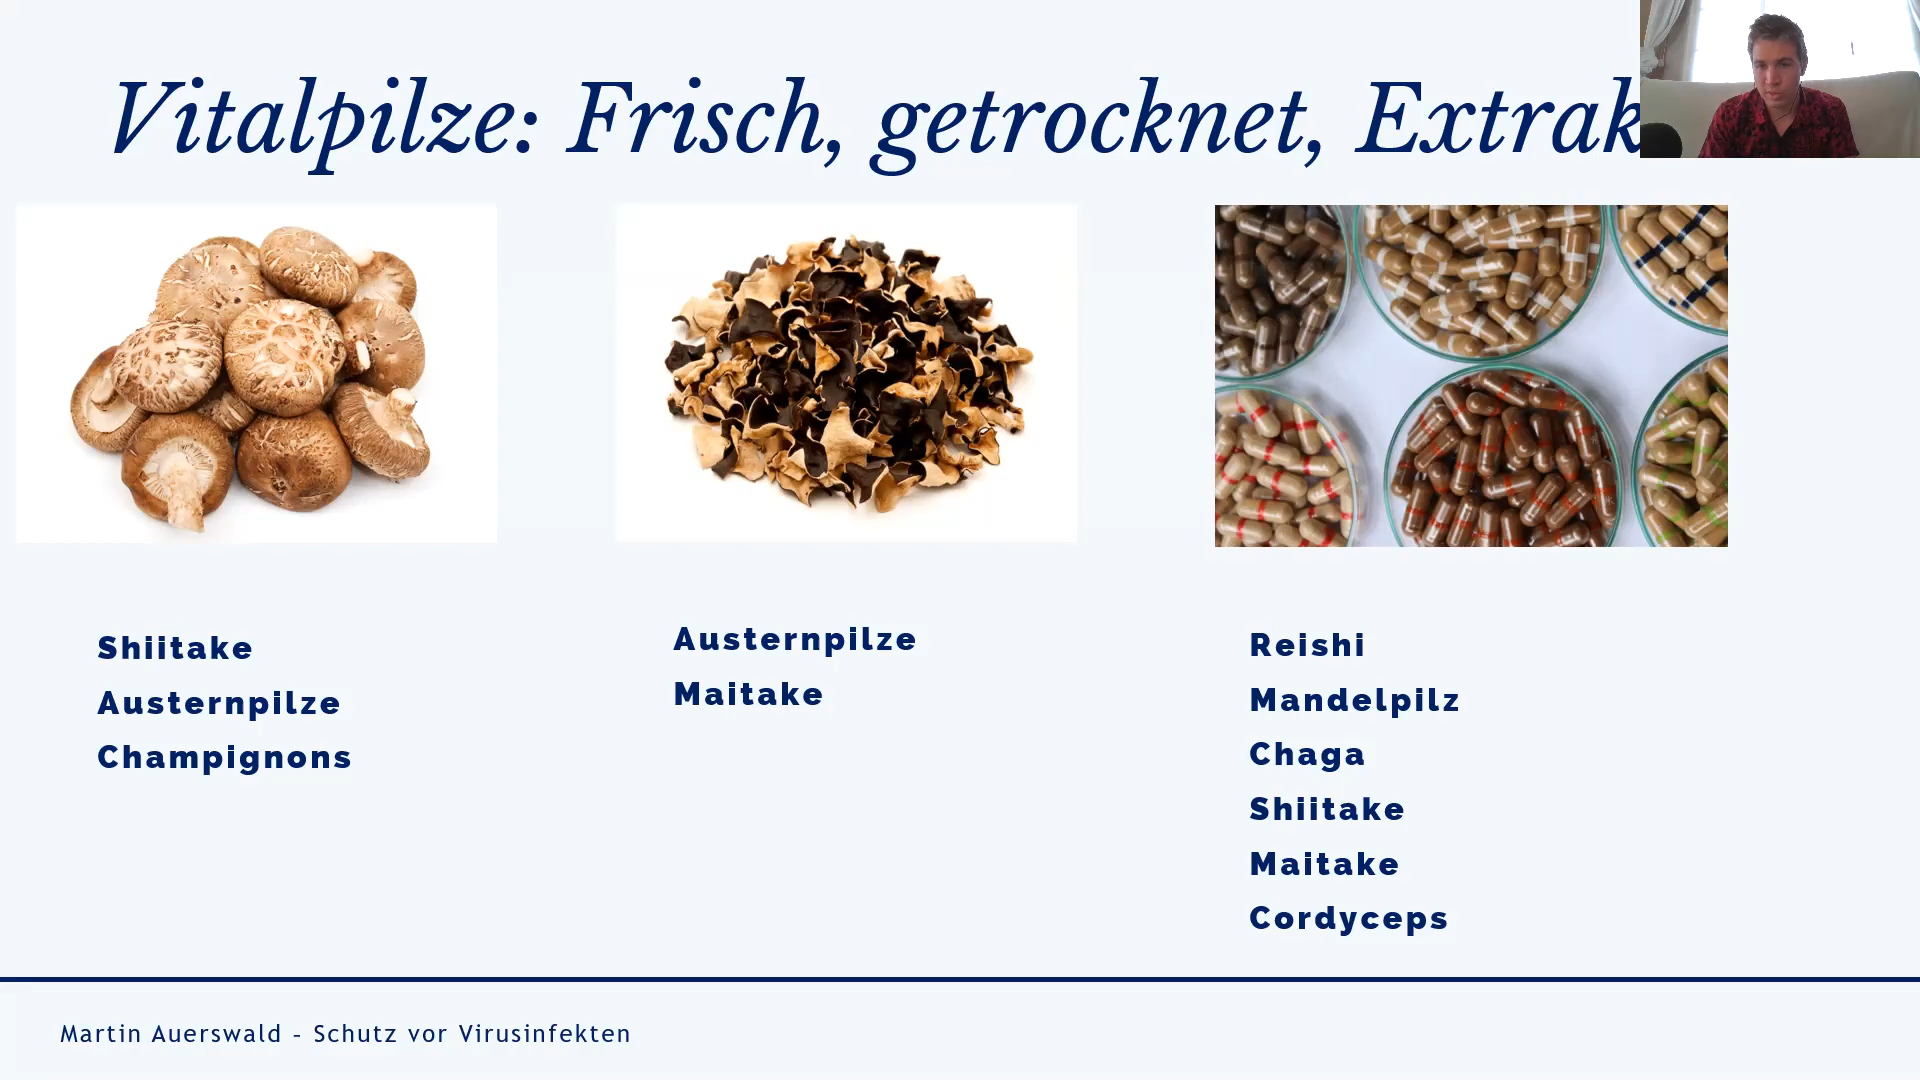 Vitalpilze: Frisch, getrocknet, Extrak
Shiitake
Austernpilze
Champignons
Austernpilze
Maitake
Reishi
Mandelpilz
Chaga
Shiitake
Maitake
Cordyceps
Martin Auerswald - Schutz vor Virusinfekten